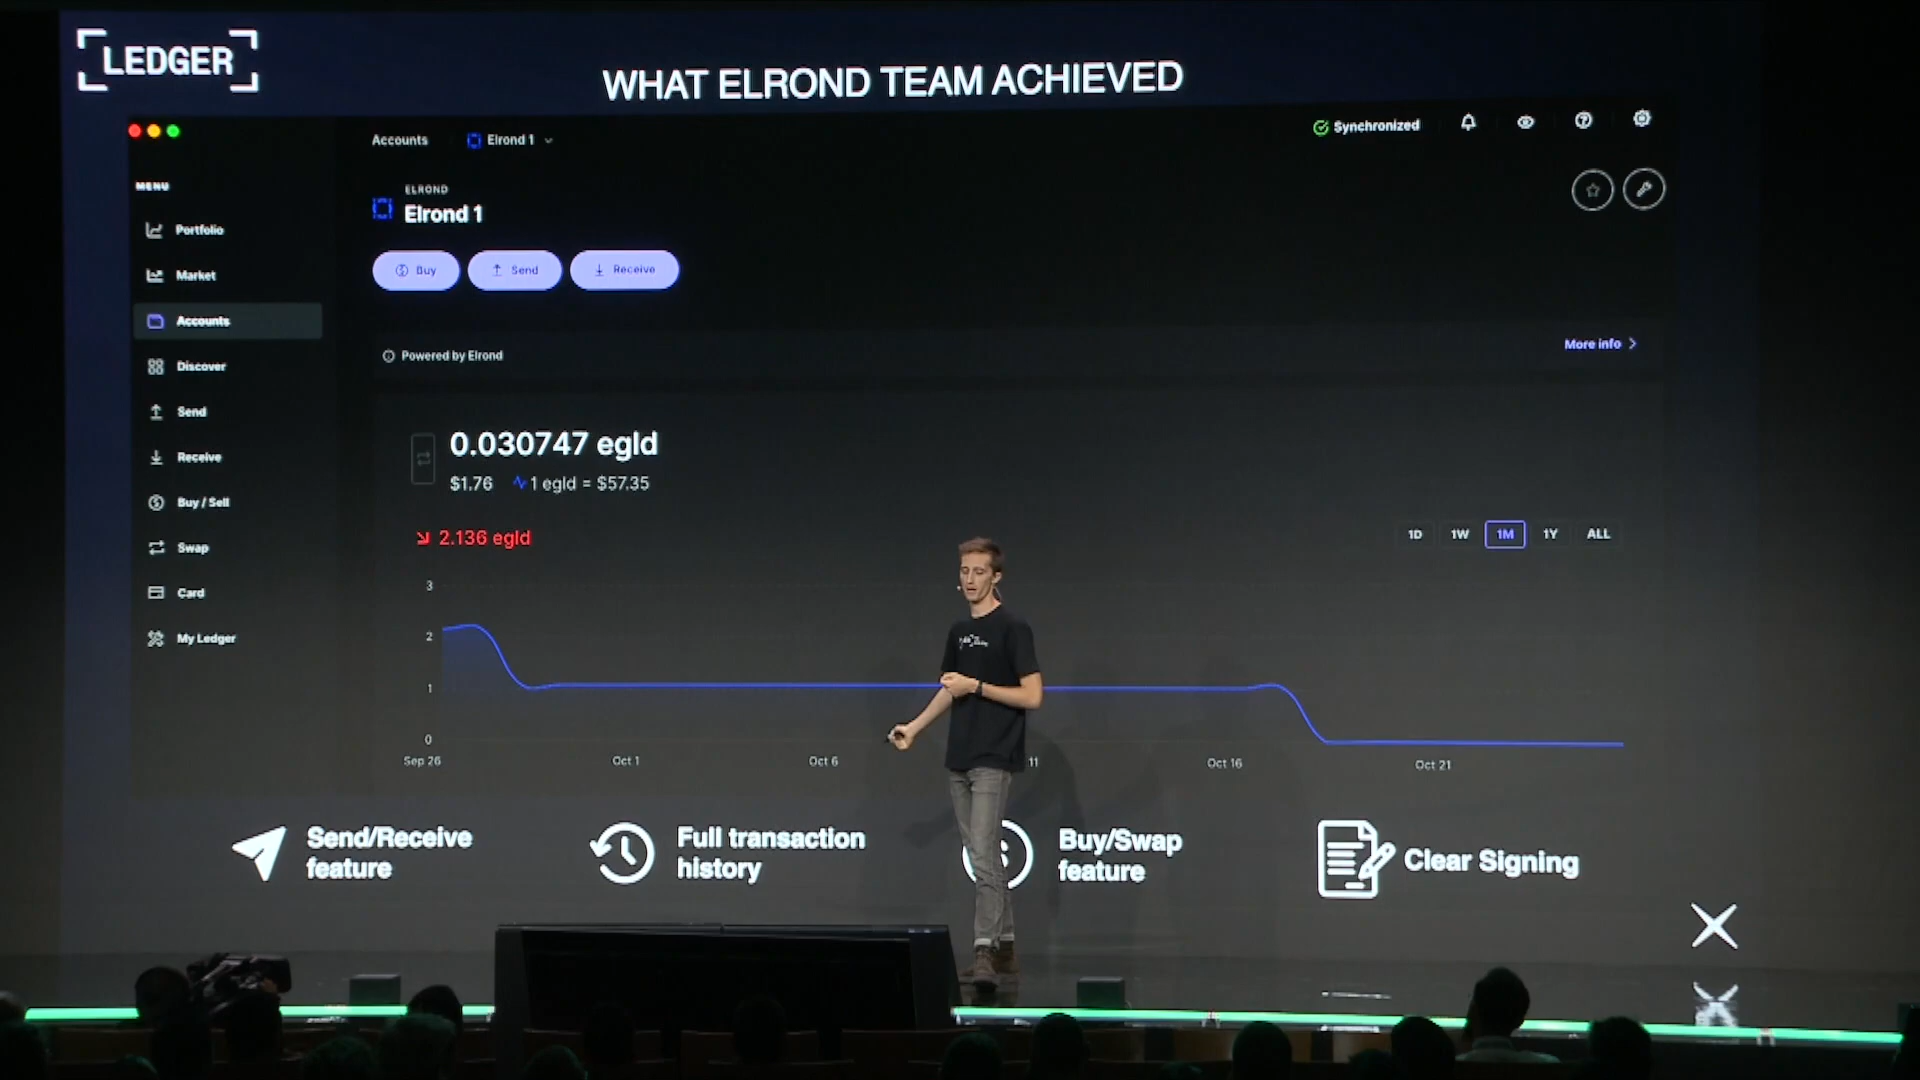 LEDGER
WHAT ELROND TEAM ACHIEVED
Accounts
Elrond 1
Synchronized
MENU
Portfolio
Market
Accounts
Discover
Send
Receive
Buy / Sell
Swap
Card
My Ledger
ELROND
Elrond 1
Buy
Send
Receive
Powered by Elrond
More info
0.030747 egld
$1.76
1 egld = $57.35
2.136 egld
1D
1W
1M
1Y
ALL
3
2
1
0
Sep 26
Oct 1
Oct 6
11
Oct 16
Oct 21
Send/Receive
feature
Full transaction
history
Buy/Swap
feature
Clear Signing